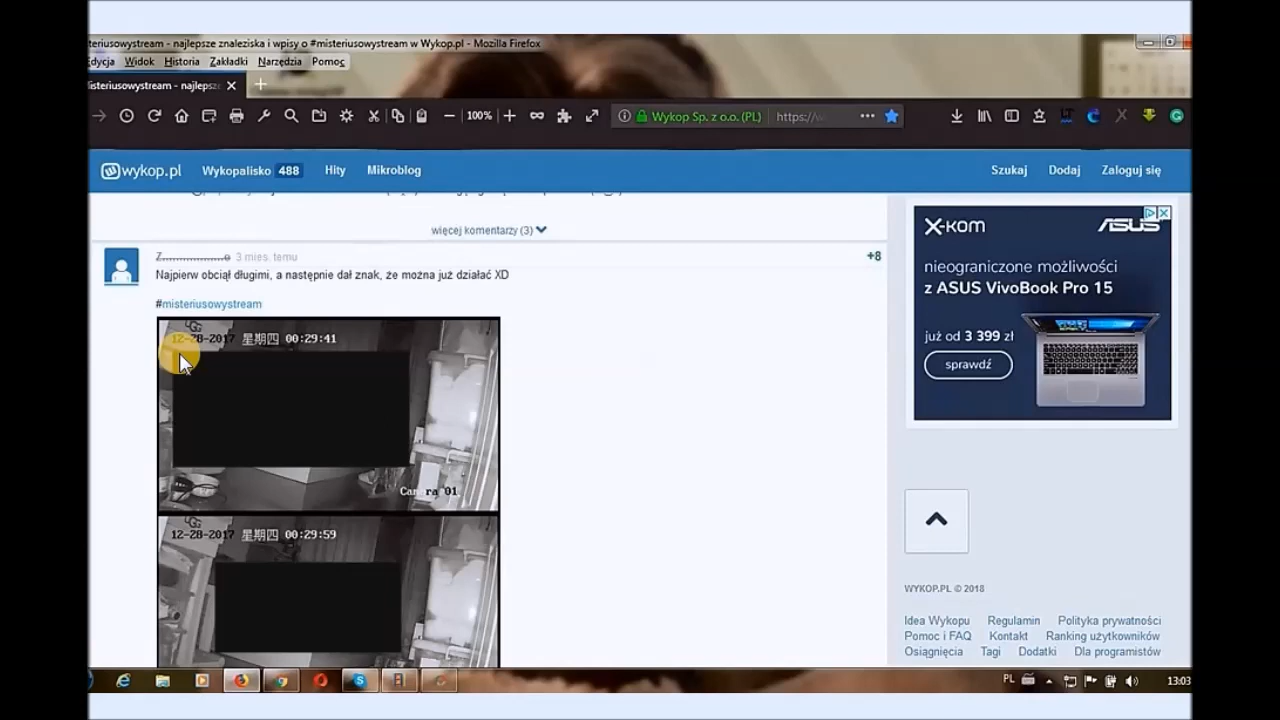 isteriusowystream - najlepsze znaleziska i wpisy o #misteriusowystream w Wykop.pl - Mozilla Firefox
Edycja Widok Historia Zakładki Narzędzia Pomoc
isteriusowystream - najlepsz
100%
Wykop Sp. z o.o. (PL) https://w
wykop.pl Wykopalisko 488 Hity Mikroblog Szukaj Dodaj Zaloguj się
więcej komentarzy (3)
3 mies. temu +8
Najpierw obciął długimi, a następnie dał znak, że można już działać XD
#misteriusowystream
12-28-2017 星期四 00:29:41
Camera 01
12-28-2017 星期四 00:29:59
X-KOM ASUS
nieograniczone możliwości
z ASUS VivoBook Pro 15
już od 3 399 zł
sprawdź
WYKOP.PL © 2018
Idea Wykopu Regulamin Polityka prywatności
Pomoc i FAQ Kontakt Ranking użytkowników
Osiągnięcia Tagi Dodatki Dla programistów
PL 13:03